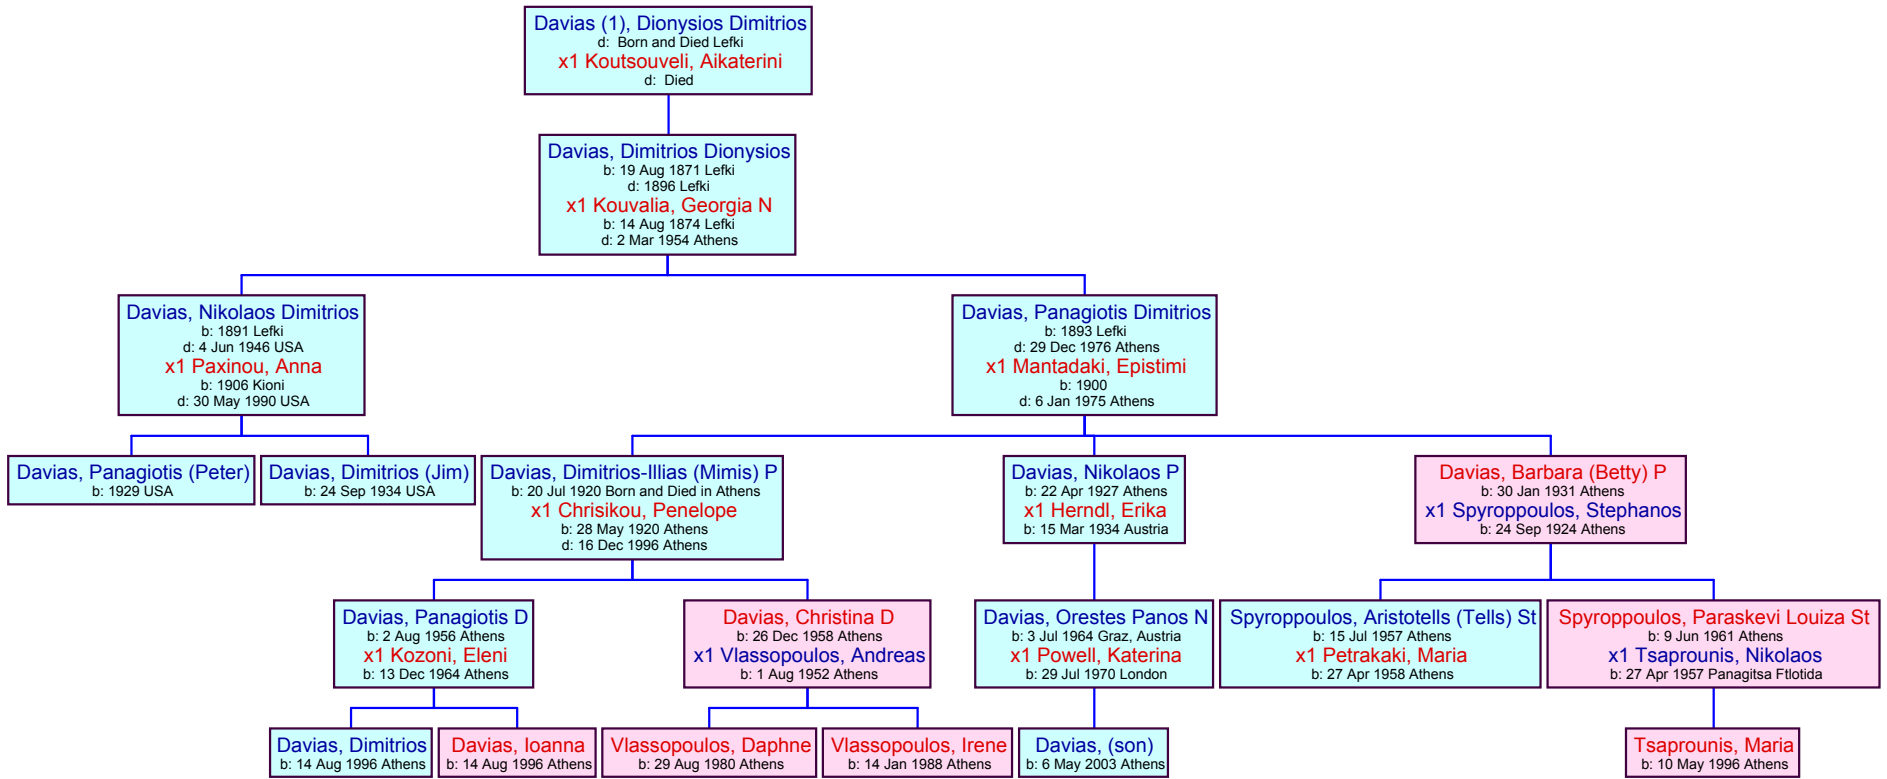 Davias (1), Dionysios Dimitrios
d:  Born and Died Lefki
x1 Koutsouveli, Aikaterini
d:  Died
Davias, Dimitrios Dionysios
b: 19 Aug 1871 Lefki
d: 1896 Lefki
x1 Kouvalia, Georgia N
b: 14 Aug 1874 Lefki
d: 2 Mar 1954 Athens
Davias, Nikolaos Dimitrios
b: 1891 Lefki
d: 4 Jun 1946 USA
x1 Paxinou, Anna
b: 1906 Kioni
d: 30 May 1990 USA
Davias, Panagiotis Dimitrios
b: 1893 Lefki
d: 29 Dec 1976 Athens
x1 Mantadaki, Epistimi
b: 1900
d: 6 Jan 1975 Athens
Davias, Panagiotis (Peter)
b: 1929 USA
Davias, Dimitrios (Jim)
b: 24 Sep 1934 USA
Davias, Dimitrios-Illias (Mimis) P
b: 20 Jul 1920 Born and Died in Athens
x1 Chrisikou, Penelope
b: 28 May 1920 Athens
d: 16 Dec 1996 Athens
Davias, Nikolaos P
b: 22 Apr 1927 Athens
x1 Herndl, Erika
b: 15 Mar 1934 Austria
Davias, Barbara (Betty) P
b: 30 Jan 1931 Athens
x1 Spyroppoulos, Stephanos
b: 24 Sep 1924 Athens
Davias, Panagiotis D
b: 2 Aug 1956 Athens
x1 Kozoni, Eleni
b: 13 Dec 1964 Athens
Davias, Christina D
b: 26 Dec 1958 Athens
x1 Vlassopoulos, Andreas
b: 1 Aug 1952 Athens
Davias, Orestes Panos N
b: 3 Jul 1964 Graz, Austria
x1 Powell, Katerina
b: 29 Jul 1970 London
Spyroppoulos, Aristotells (Tells) St
b: 15 Jul 1957 Athens
x1 Petrakaki, Maria
b: 27 Apr 1958 Athens
Spyroppoulos, Paraskevi Louiza St
b: 9 Jun 1961 Athens
x1 Tsaprounis, Nikolaos
b: 27 Apr 1957 Panagitsa Ftlotida
Davias, Dimitrios
b: 14 Aug 1996 Athens
Davias, Ioanna
b: 14 Aug 1996 Athens
Vlassopoulos, Daphne
b: 29 Aug 1980 Athens
Vlassopoulos, Irene
b: 14 Jan 1988 Athens
Davias, (son)
b: 6 May 2003 Athens
Tsaprounis, Maria
b: 10 May 1996 Athens